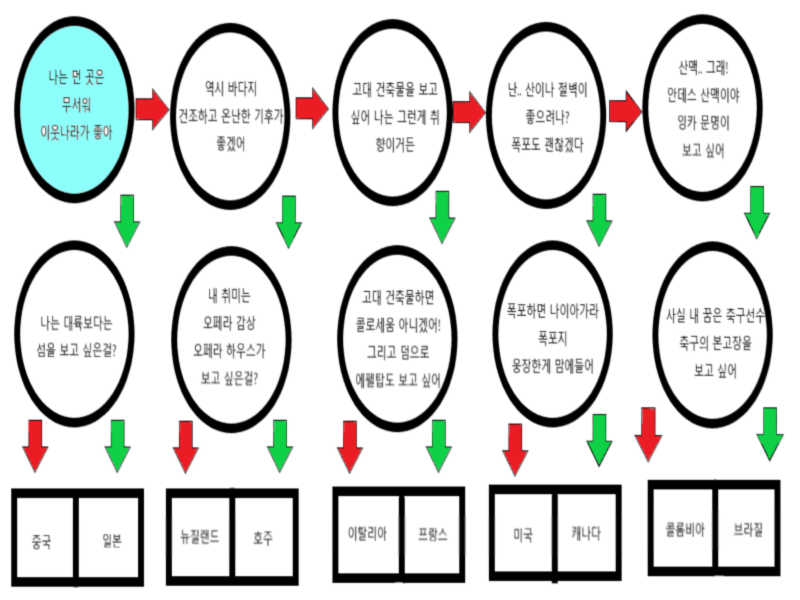 나는 먼 곳은
무서워
이웃나라가 좋아
역시 바다지
건조하고 온난한 기후가
좋겠어
고대 건축물을 보고
싶어 나는 그런게 취
향이거든
난.. 산이나 절벽이
좋으려나?
폭포도 괜찮겠다
산맥.. 그래!
안데스 산맥이야
잉카 문명이
보고 싶어
나는 대륙보다는
섬을 보고 싶은걸?
내 취미는
오페라 감상
오페라 하우스가
보고 싶은걸?
고대 건축물하면
콜로세움 아니겠어!
그리고 덤으로
에펠탑도 보고 싶어
폭포하면 나이아가라
폭포지
웅장한게 맘에들어
사실 내 꿈은 축구선수
축구의 본고장을
보고 싶어
중국
일본
뉴질랜드
호주
이탈리아
프랑스
미국
캐나다
콜롬비아
브라질